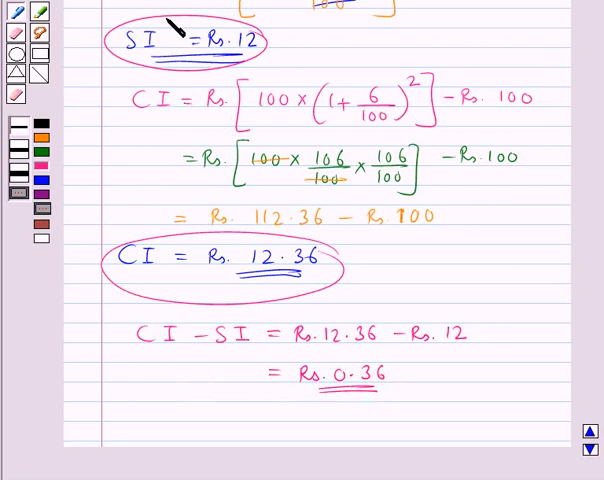 100
SI = Rs. 12
CI = Rs. [ 100 × (1 + 6/100)² ] - Rs. 100
= Rs. [ 100 × 106/100 × 106/100 ] - Rs. 100
= Rs. 112.36 - Rs. 100
CI = Rs. 12.36
CI - SI = Rs. 12.36 - Rs. 12
= Rs. 0.36